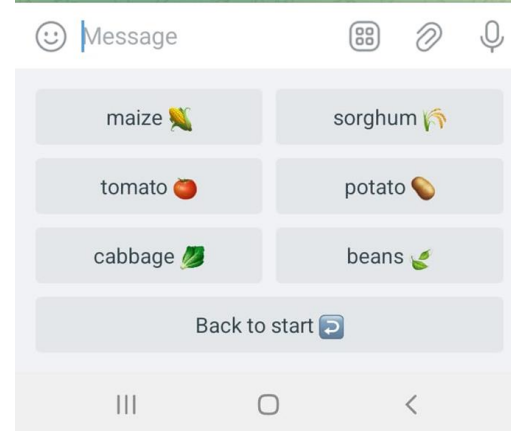 Message
maize 🌽
sorghum 🌾
tomato 🍅
potato 🥔
cabbage 🥬
beans 🌿
Back to start ↩️